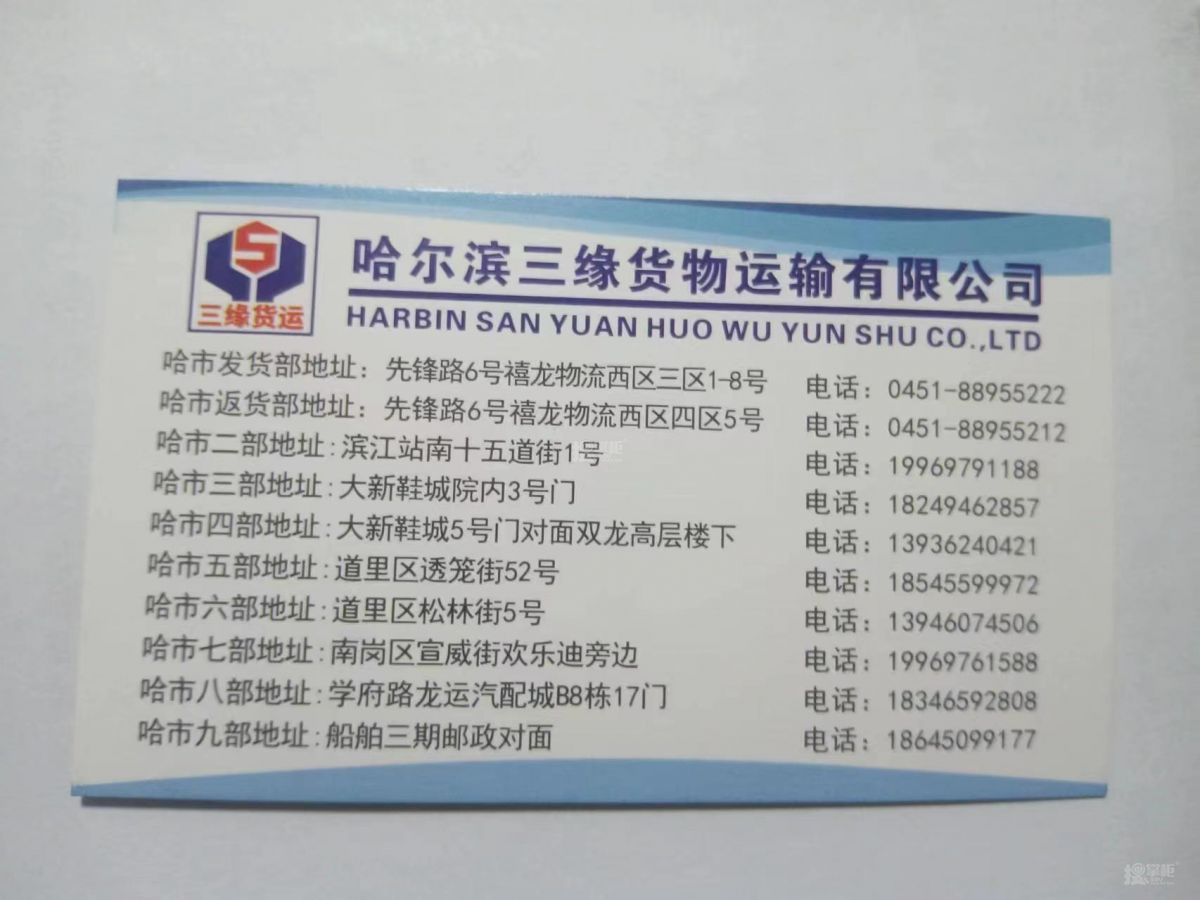 S
三缘货运
哈尔滨三缘货物运输有限公司
HARBIN SAN YUAN HUO WU YUN SHU CO.,LTD
哈市发货部地址：先锋路6号禧龙物流西区三区1-8号 电话：0451-88955222
哈市返货部地址：先锋路6号禧龙物流西区四区5号 电话：0451-88955212
哈市二部地址:滨江站南十五道街1号 电话：19969791188
哈市三部地址:大新鞋城院内3号门 电话：18249462857
哈市四部地址:大新鞋城5号门对面双龙高层楼下 电话：13936240421
哈市五部地址:道里区透笼街52号 电话：18545599972
哈市六部地址:道里区松林街5号 电话：13946074506
哈市七部地址:南岗区宣威街欢乐迪旁边 电话：19969761588
哈市八部地址:学府路龙运汽配城B8栋17门 电话：18346592808
哈市九部地址:船舶三期邮政对面 电话：18645099177
掌柜